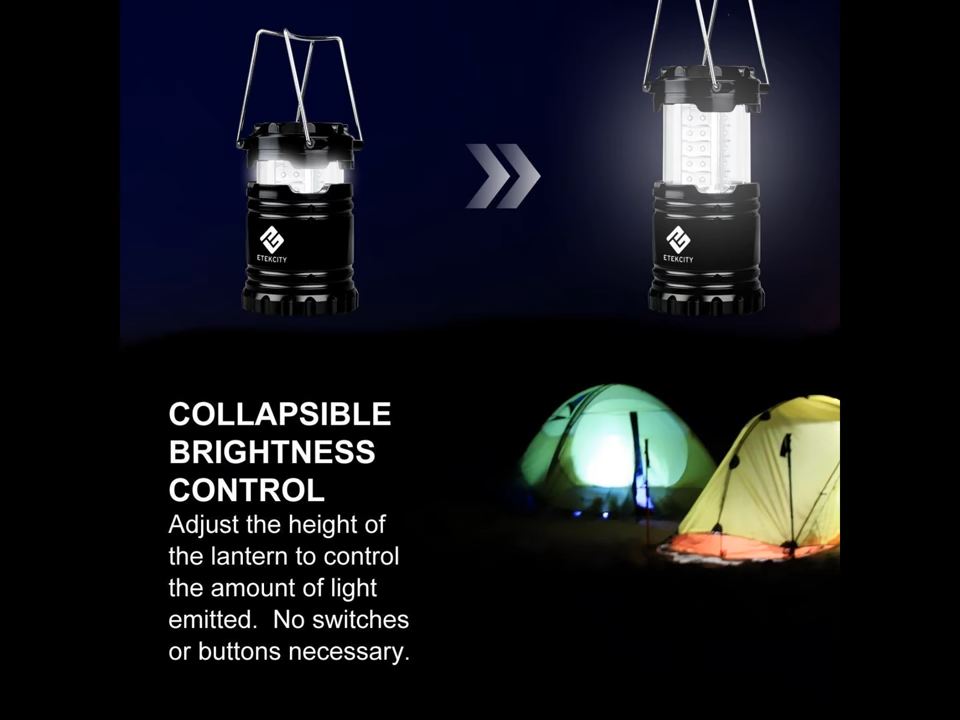 ETEKCITY
ETEKCITY
COLLAPSIBLE
BRIGHTNESS
CONTROL
Adjust the height of
the lantern to control
the amount of light
emitted.  No switches
or buttons necessary.